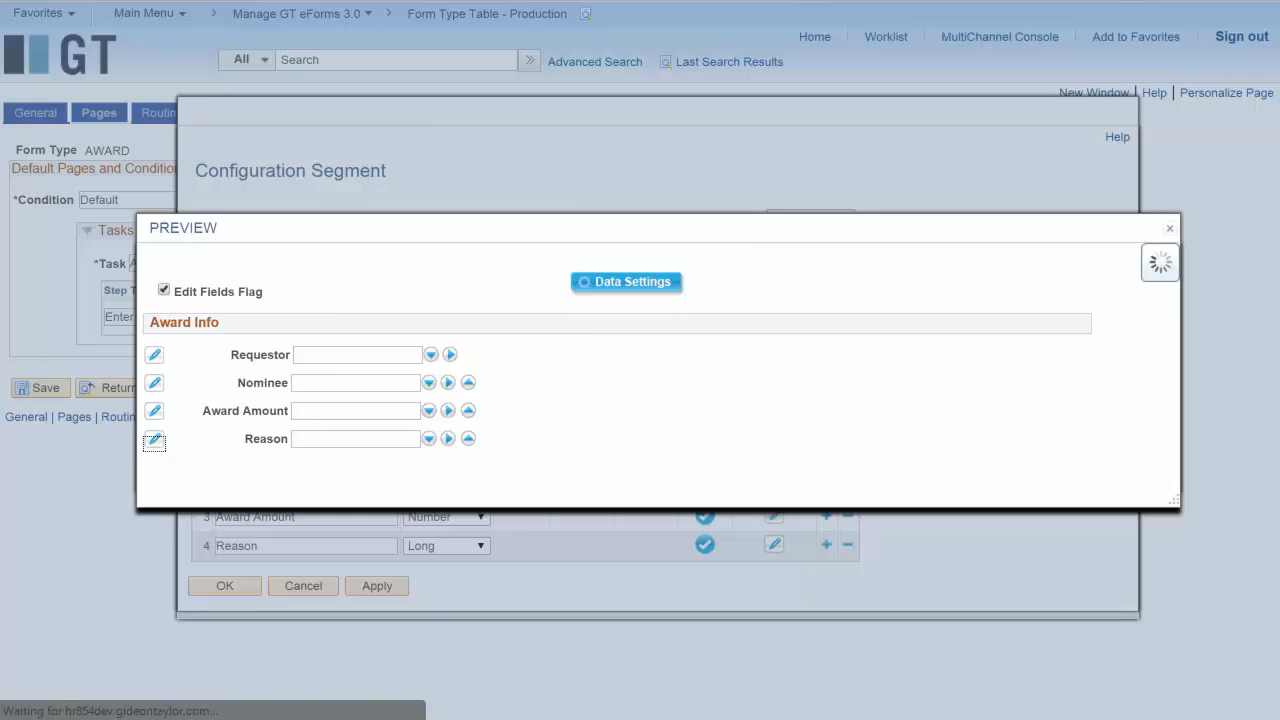 Favorites Main Menu Manage GT eForms 3.0 Form Type Table - Production
Home Worklist MultiChannel Console Add to Favorites Sign out
GT
All Search Advanced Search Last Search Results
New Window | Help | Personalize Page
General Pages Routin
Help
Form Type AWARD
Default Pages and Conditio
Configuration Segment
*Condition Default
PREVIEW
Tasks
*Task
Edit Fields Flag Data Settings
Step T
Enter
Award Info
Requestor
Nominee
Award Amount
Reason
Save Return
General | Pages | Routin
3 Award Amount Number
4 Reason Long
OK Cancel Apply
Waiting for hr854dev.gideontaylor.com...